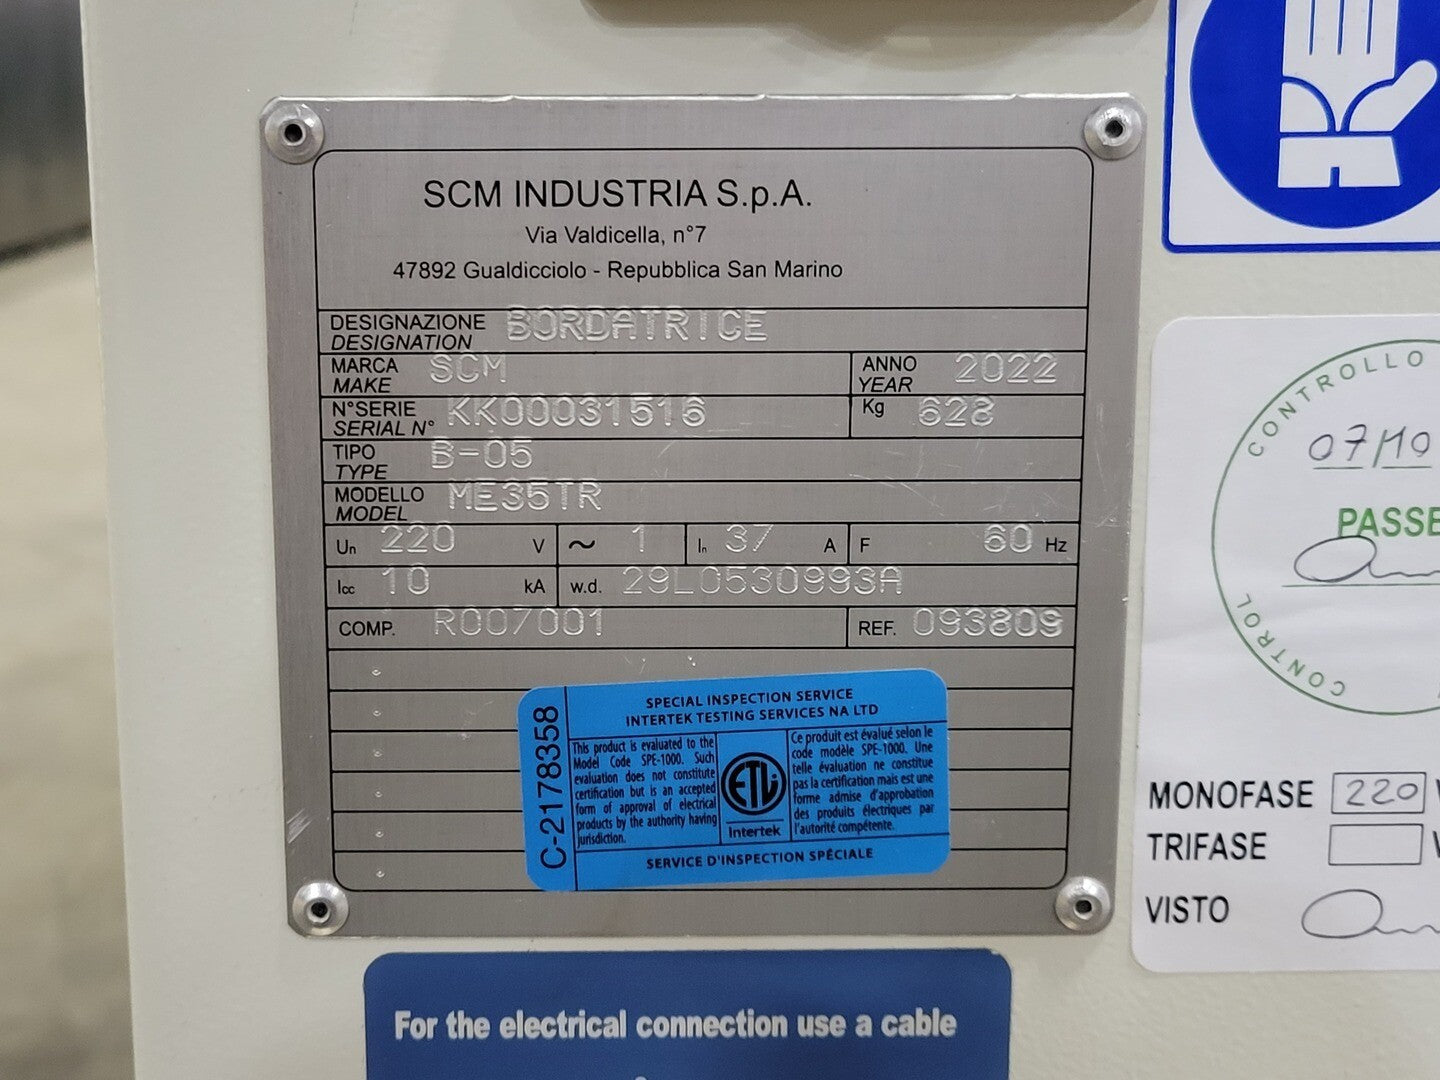 SCM INDUSTRIA S.p.A.
Via Valdicella, n°7
47892 Gualdicciolo - Repubblica San Marino
DESIGNAZIONE BORDATRICE
DESIGNATION
MARCA SCM ANNO 2022
MAKE YEAR
N°SERIE KK00031516 Kg 628
SERIAL N°
TIPO B-05
TYPE
MODELLO ME35TR
MODEL
Un 220 V ~ 1 In 37 A F 60 Hz
Icc 10 kA w.d. 29L0530993A
COMP. R007001 REF. 093809
C-2178358
SPECIAL INSPECTION SERVICE
INTERTEK TESTING SERVICES NA LTD
This product is evaluated to the
Model Code SPE-1000. Such
evaluation does not constitute
certification but is an accepted
form of approval of electrical
products by the authority having
jurisdiction.
ETL
Intertek
Ce produit est évalué selon le
code modèle SPE-1000. Une
telle évaluation ne constitue
pas la certification mais est une
forme admise d'approbation
des produits électriques par
l'autorité compétente.
SERVICE D'INSPECTION SPÉCIALE
For the electrical connection use a cable
CONTROLLO
07/10
PASSE
CONTROL
MONOFASE 220 V
TRIFASE V
VISTO